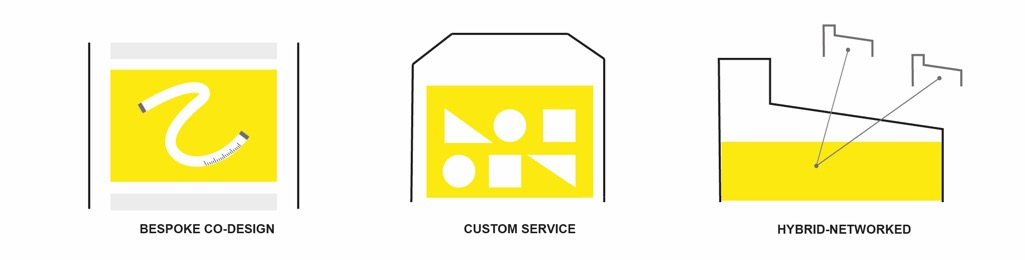 BESPOKE CO-DESIGN
CUSTOM SERVICE
HYBRID-NETWORKED